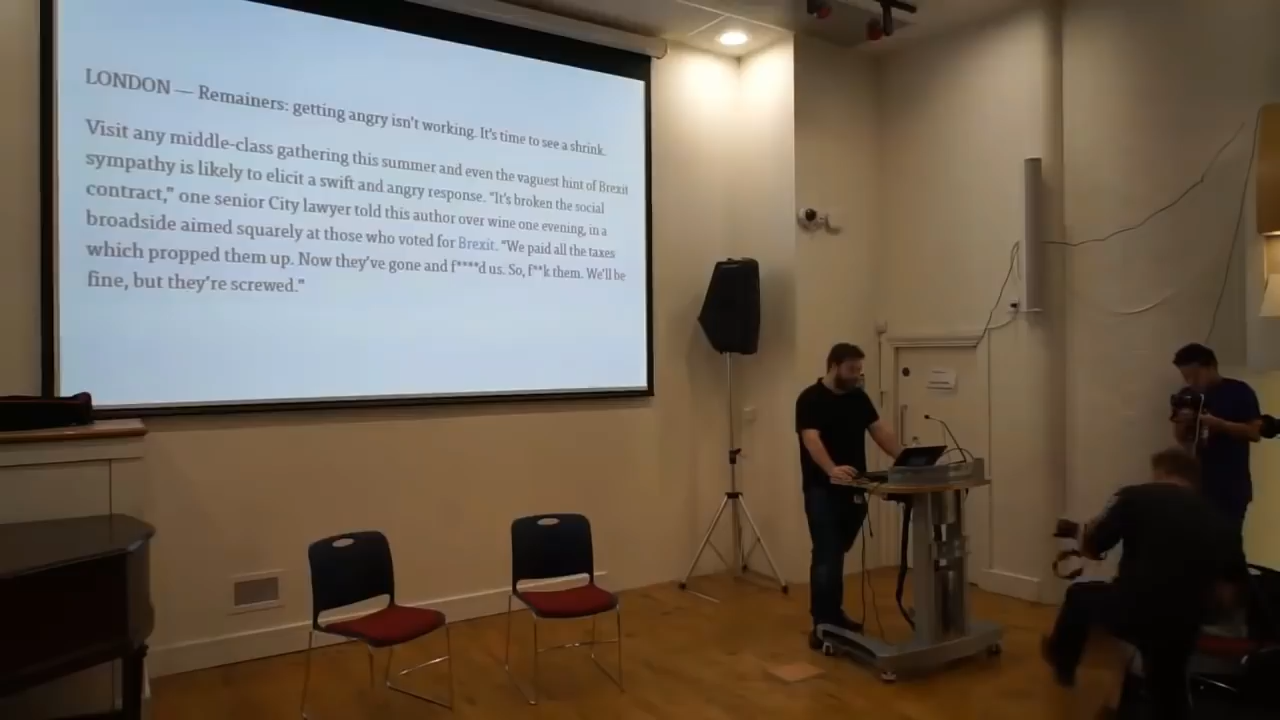 LONDON — Remainers: getting angry isn't working. It's time to see a shrink.
Visit any middle-class gathering this summer and even the vaguest hint of Brexit
sympathy is likely to elicit a swift and angry response. “It's broken the social
contract,” one senior City lawyer told this author over wine one evening, in a
broadside aimed squarely at those who voted for Brexit. “We paid all the taxes
which propped them up. Now they've gone and f****d us. So, f**k them. We'll be
fine, but they're screwed.”